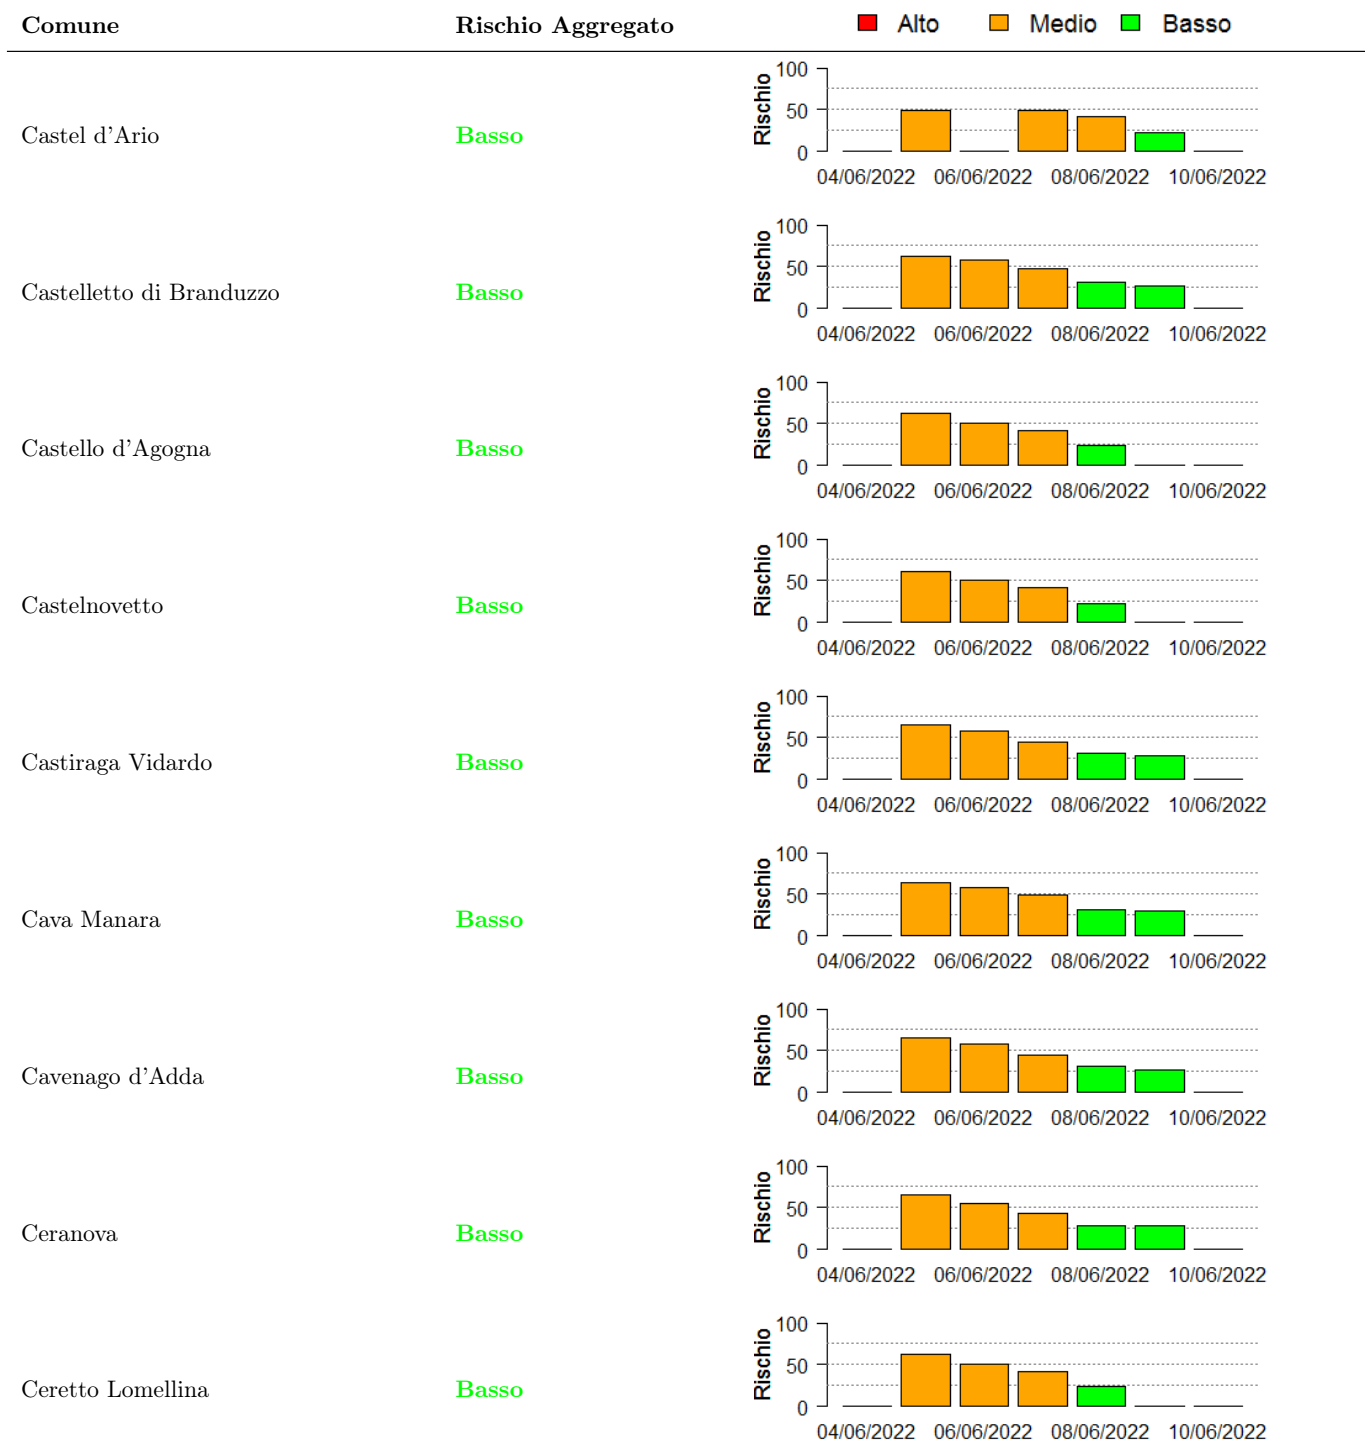 Comune Rischio Aggregato Alto Medio Basso
100
50
0
Rischio
Castel d'Ario Basso
04/06/2022 06/06/2022 08/06/2022 10/06/2022
100
50
0
Rischio
Castelletto di Branduzzo Basso
04/06/2022 06/06/2022 08/06/2022 10/06/2022
100
50
0
Rischio
Castello d'Agogna Basso
04/06/2022 06/06/2022 08/06/2022 10/06/2022
100
50
0
Rischio
Castelnovetto Basso
04/06/2022 06/06/2022 08/06/2022 10/06/2022
100
50
0
Rischio
Castiraga Vidardo Basso
04/06/2022 06/06/2022 08/06/2022 10/06/2022
100
50
0
Rischio
Cava Manara Basso
04/06/2022 06/06/2022 08/06/2022 10/06/2022
100
50
0
Rischio
Cavenago d'Adda Basso
04/06/2022 06/06/2022 08/06/2022 10/06/2022
100
50
0
Rischio
Ceranova Basso
04/06/2022 06/06/2022 08/06/2022 10/06/2022
100
50
0
Rischio
Ceretto Lomellina Basso
04/06/2022 06/06/2022 08/06/2022 10/06/2022